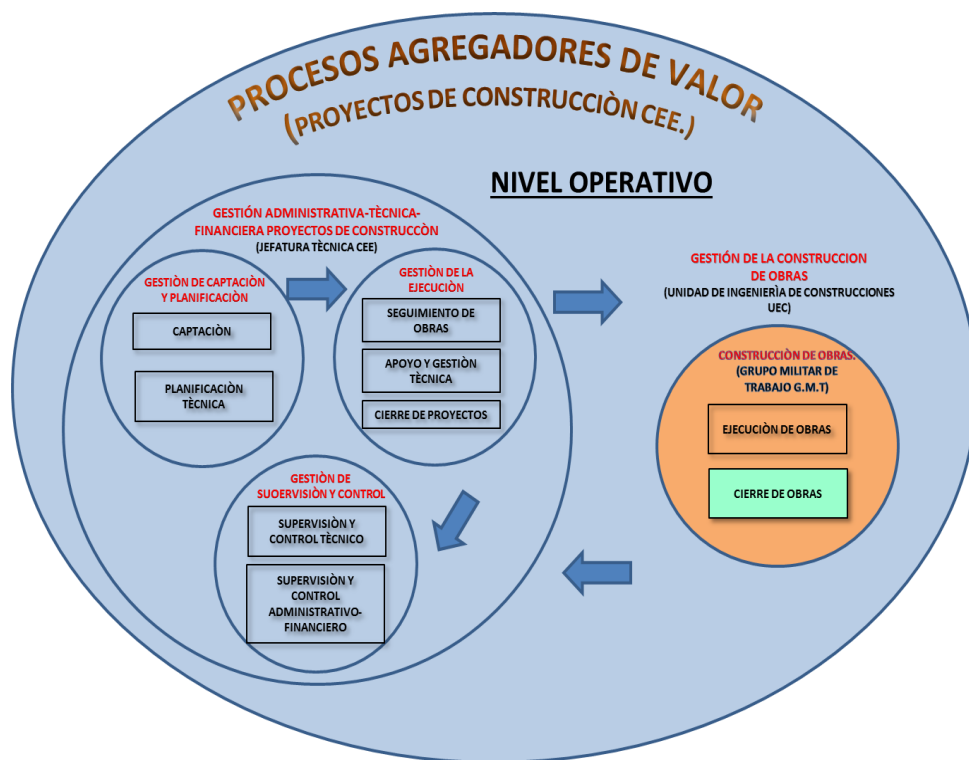 PROCESOS AGREGADORES DE VALOR
(PROYECTOS DE CONSTRUCCIÒN CEE.)
NIVEL OPERATIVO
GESTIÓN ADMINISTRATIVA-TÈCNICA-
FINANCIERA PROYECTOS DE CONSTRUCCÒN
(JEFATURA TÈCNICA CEE)
GESTIÒN DE CAPTACIÒN
Y PLANIFICACIÒN
CAPTACIÒN
PLANIFICACIÒN
TÈCNICA
GESTIÒN DE LA
EJECUCIÒN
SEGUIMIENTO DE
OBRAS
APOYO Y GESTIÒN
TÈCNICA
CIERRE DE PROYECTOS
GESTIÒN DE
SUOERVISIÒN Y CONTROL
SUPERVISIÒN Y
CONTROL TÈCNICO
SUPERVISIÒN Y
CONTROL
ADMINISTRATIVO-
FINANCIERO
GESTIÓN DE LA CONSTRUCCION
DE OBRAS
(UNIDAD DE INGENIERÌA DE CONSTRUCCIONES
UEC)
CONSTRUCCIÒN DE OBRAS.
(GRUPO MILITAR DE
TRABAJO G.M.T)
EJECUCIÒN DE OBRAS
CIERRE DE OBRAS